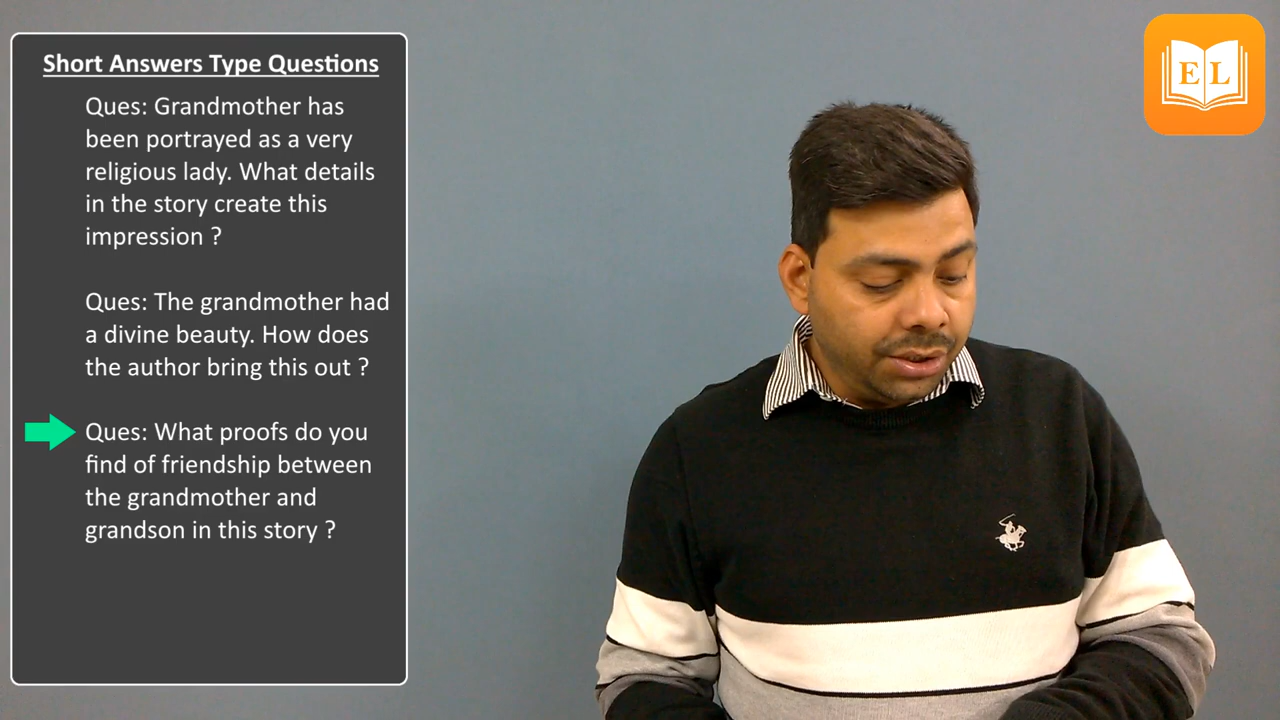 Short Answers Type Questions
Ques: Grandmother has
been portrayed as a very
religious lady. What details
in the story create this
impression ?
Ques: The grandmother had
a divine beauty. How does
the author bring this out ?
Ques: What proofs do you
find of friendship between
the grandmother and
grandson in this story ?
E L